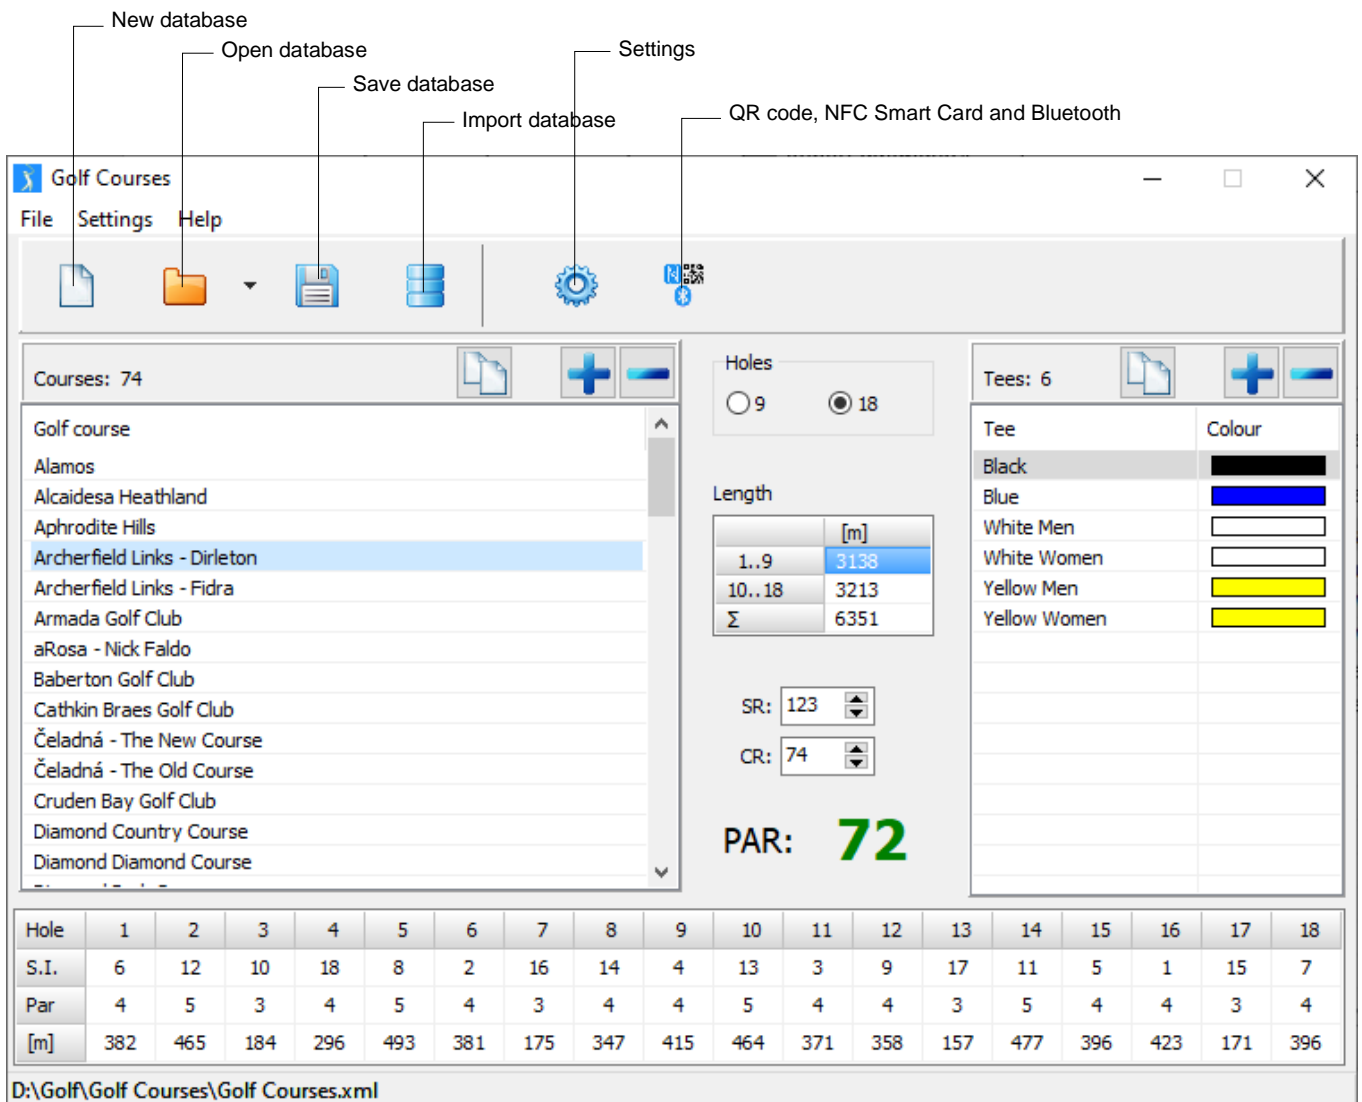 New database
Open database
Settings
Save database
Import database
QR code, NFC Smart Card and Bluetooth
Golf Courses
File Settings Help
Courses: 74
Golf course
Alamos
Alcaidesa Heathland
Aphrodite Hills
Archerfield Links - Dirleton
Archerfield Links - Fidra
Armada Golf Club
aRosa - Nick Faldo
Baberton Golf Club
Cathkin Braes Golf Club
Čeladná - The New Course
Čeladná - The Old Course
Cruden Bay Golf Club
Diamond Country Course
Diamond Diamond Course
Holes
9 18
Length
[m]
1..9 3138
10..18 3213
Σ 6351
SR: 123
CR: 74
PAR: 72
Tees: 6
Tee Colour
Black
Blue
White Men
White Women
Yellow Men
Yellow Women
Hole 1 2 3 4 5 6 7 8 9 10 11 12 13 14 15 16 17 18
S.I. 6 12 10 18 8 2 16 14 4 13 3 9 17 11 5 1 15 7
Par 4 5 3 4 5 4 3 4 4 5 4 4 3 5 4 4 3 4
[m] 382 465 184 296 493 381 175 347 415 464 371 358 157 477 396 423 171 396
D:\Golf\Golf Courses\Golf Courses.xml